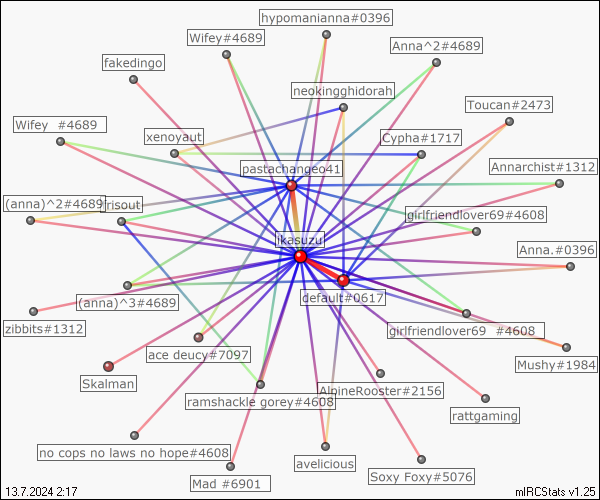 hypomanianna#0396
Wifey#4689
Anna^2#4689
fakedingo
neokingghidorah
Toucan#2473
Wifey #4689
xenoyaut
Cypha#1717
pastachangeo41
Annarchist#1312
(anna)^2#4689
frisout
girlfriendlover69#4608
ikasuzu
Anna.#0396
(anna)^3#4689
default#0617
zibbits#1312
girlfriendlover69 #4608
ace deucy#7097
Mushy#1984
Skalman
AlpineRooster#2156
ramshackle gorey#4608
rattgaming
no cops no laws no hope#4608
avelicious
Soxy Foxy#5076
Mad #6901
13.7.2024 2:17
mIRCStats v1.25